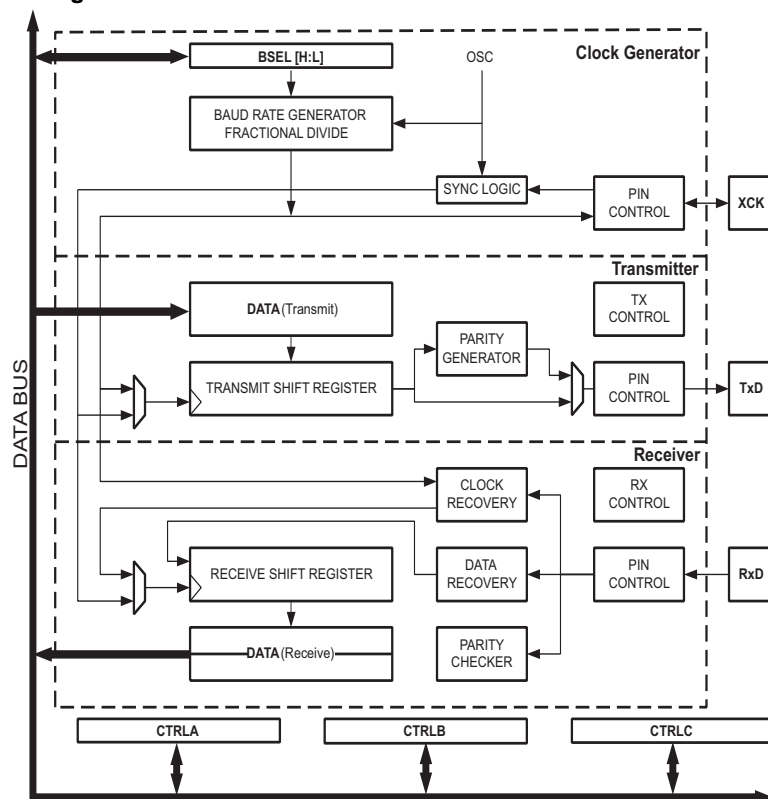 BSEL [H:L]
OSC
Clock Generator
BAUD RATE GENERATOR
FRACTIONAL DIVIDE
SYNC LOGIC
PIN
CONTROL
XCK
Transmitter
DATA (Transmit)
TX
CONTROL
PARITY
GENERATOR
TRANSMIT SHIFT REGISTER
PIN
CONTROL
TxD
DATA BUS
Receiver
CLOCK
RECOVERY
RX
CONTROL
RECEIVE SHIFT REGISTER
DATA
RECOVERY
PIN
CONTROL
RxD
DATA (Receive)
PARITY
CHECKER
CTRLA
CTRLB
CTRLC